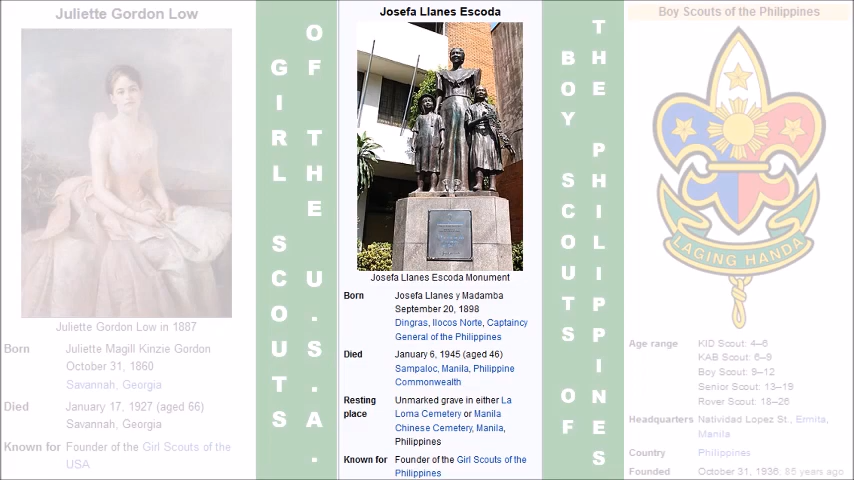 Juliette Gordon Low
Juliette Gordon Low in 1887
Born Juliette Magill Kinzie Gordon
October 31, 1860
Savannah, Georgia
Died January 17, 1927 (aged 66)
Savannah, Georgia
Known for Founder of the Girl Scouts of the
USA
GIRL SCOUTS
OF THE U.S.A.
Josefa Llanes Escoda
Josefa Llanes Escoda Monument
Born Josefa Llanes y Madamba
September 20, 1898
Dingras, Ilocos Norte, Captaincy
General of the Philippines
Died January 6, 1945 (aged 46)
Sampaloc, Manila, Philippine
Commonwealth
Resting Unmarked grave in either La
place Loma Cemetery or Manila
Chinese Cemetery, Manila,
Philippines
Known for Founder of the Girl Scouts of the
Philippines
BOY SCOUTS OF
THE PHILIPPINES
Boy Scouts of the Philippines
LAGING HANDA
Age range KID Scout: 4–6
KAB Scout: 6–9
Boy Scout: 9–12
Senior Scout: 13–19
Rover Scout: 18–26
Headquarters Natividad Lopez St., Ermita,
Manila
Country Philippines
Founded October 31, 1936; 85 years ago